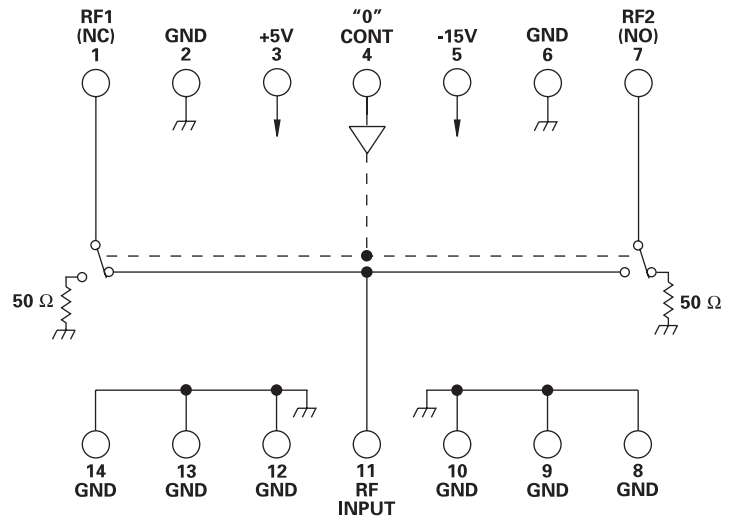 RF1
(NC)
1
GND
2
+5V
3
“0”
CONT
4
-15V
5
GND
6
RF2
(NO)
7
50 Ω
50 Ω
14
GND
13
GND
12
GND
11
RF
INPUT
10
GND
9
GND
8
GND